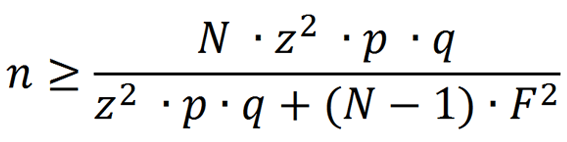 n ≥ N · z² · p · q
z² · p · q + (N − 1) · F²